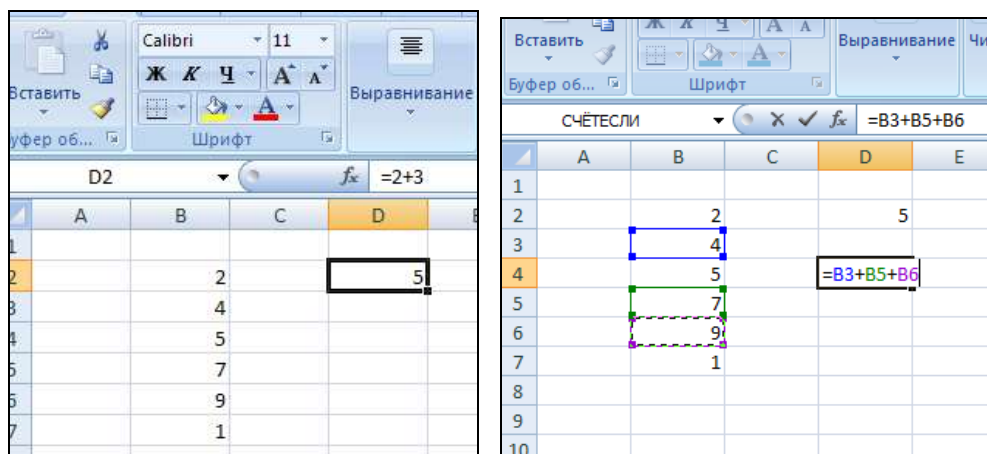 Calibri 11
Ж К Ч А А
Вставить
Выравнивание
уфер об...
Шрифт
D2 fx =2+3
A B C D
1
2 2 5
3 4
4 5
5 7
6 9
7 1
Ж К Ч А А
Вставить
Выравнивание Чи
А
Буфер об... Шрифт
СЧЁТЕСЛИ fx =B3+B5+B6
A B C D E
1
2 2 5
3 4
4 5 =B3+B5+B6
5 7
6 9
7 1
8
9
10